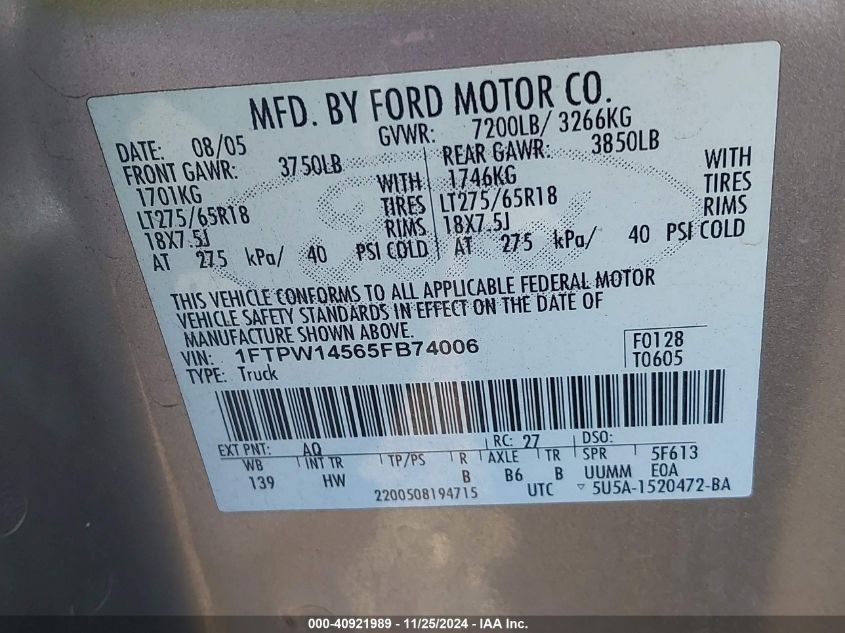 MFD. BY FORD MOTOR CO.
DATE: 08/05 GVWR: 7200LB/ 3266KG
FRONT GAWR: 3750LB REAR GAWR: 3850LB
1701KG WITH 1746KG WITH
LT275/65R18 TIRES LT275/65R18 TIRES
18X7.5J RIMS 18X7.5J RIMS
AT 275 kPa/ 40 PSI COLD AT 275 kPa/ 40 PSI COLD
THIS VEHICLE CONFORMS TO ALL APPLICABLE FEDERAL MOTOR
VEHICLE SAFETY STANDARDS IN EFFECT ON THE DATE OF
MANUFACTURE SHOWN ABOVE.
VIN: 1FTPW14565FB74006 F0128
TYPE: Truck T0605
EXT PNT: AQ RC: 27 DSO:
WB INT TR TP/PS R AXLE TR SPR 5F613
139 HW B B6 B UUMM E0A
2200508194715 UTC 5U5A-1520472-BA
000-40921989 - 11/25/2024 - IAA Inc.